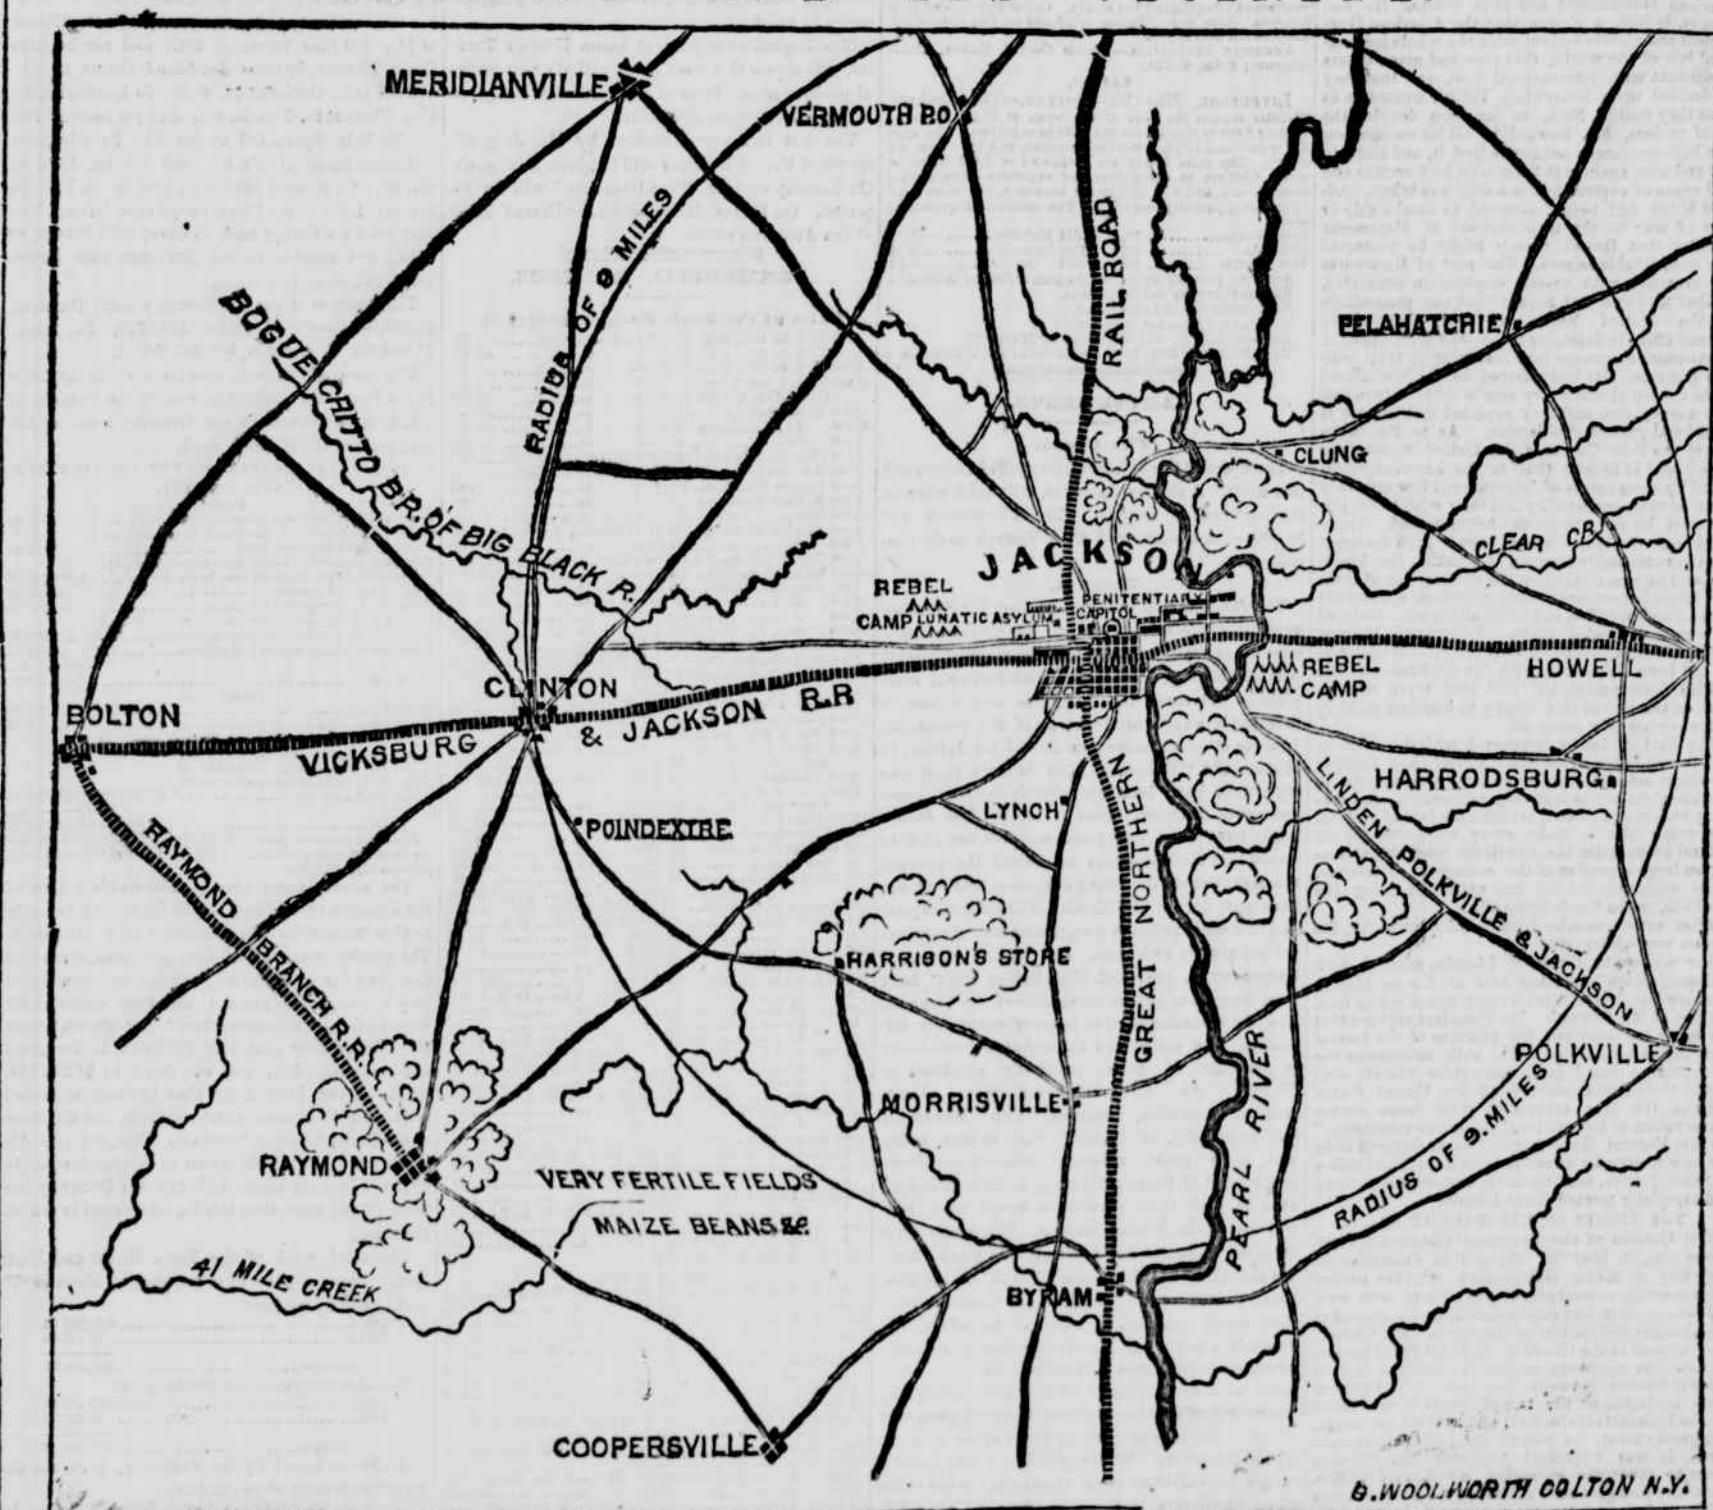 MERIDIANVILLE
VERMOUTH P.O
RADIUS OF 9 MILES
RAIL ROAD
PELAHATCHIE
BOGUE CHITTO BR. OF BIG BLACK R.
CLUNG
CLEAR CB.
JACKSON
REBEL
CAMP
LUNATIC ASYLUM
PENITENTIARY
CAPITOL
HOWELL
REBEL
CAMP
CLINTON
BOLTON
VICKSBURG & JACKSON R.R
HARRODSBURG
LYNCH
POINDEXTRE
LINDEN POLKVILLE & JACKSON
RAYMOND BRANCH R.R.
HARRISON'S STORE
GREAT NORTHERN
POLKVILLE
MORRISVILLE
PEARL RIVER
RADIUS OF 9. MILES
RAYMOND
VERY FERTILE FIELDS
MAIZE BEANS &c.
41 MILE CREEK
BYRAM
COOPERSVILLE
G. WOOLWORTH COLTON N.Y.